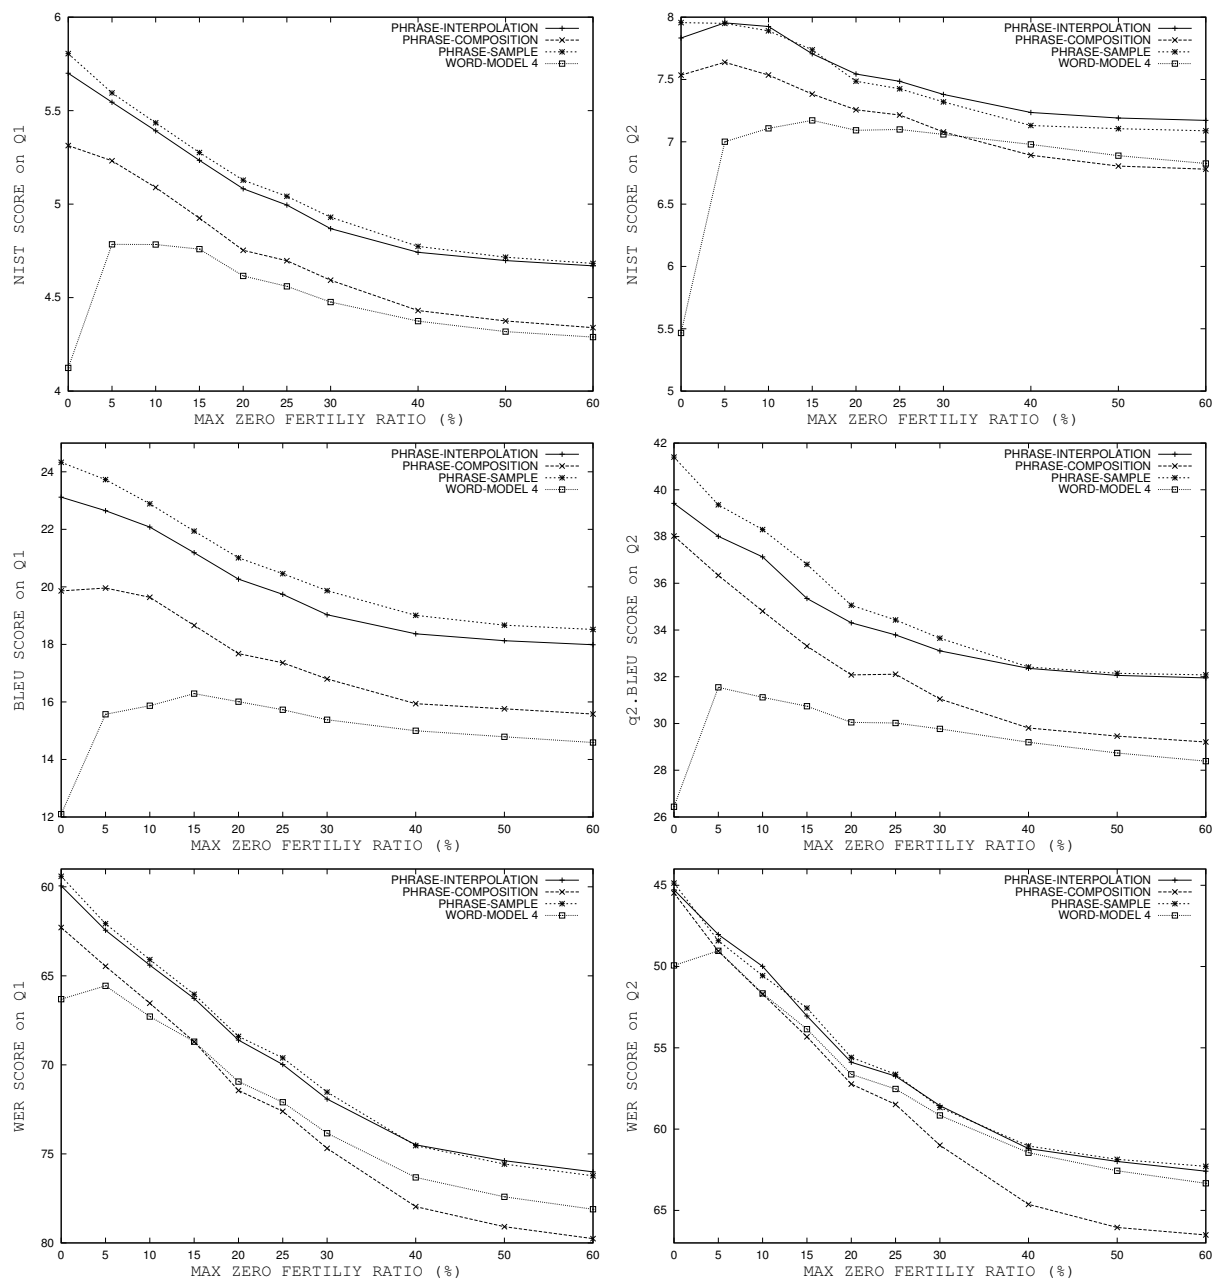 6
5.5
5
4.5
4
NIST SCORE on Q1
PHRASE-INTERPOLATION
PHRASE-COMPOSITION
PHRASE-SAMPLE
WORD-MODEL 4
0 5 10 15 20 25 30 40 50 60
MAX ZERO FERTILIY RATIO (%)
8
7.5
7
6.5
6
5.5
5
NIST SCORE on Q2
PHRASE-INTERPOLATION
PHRASE-COMPOSITION
PHRASE-SAMPLE
WORD-MODEL 4
0 5 10 15 20 25 30 40 50 60
MAX ZERO FERTILIY RATIO (%)
24
22
20
18
16
14
12
BLEU SCORE on Q1
PHRASE-INTERPOLATION
PHRASE-COMPOSITION
PHRASE-SAMPLE
WORD-MODEL 4
0 5 10 15 20 25 30 40 50 60
MAX ZERO FERTILIY RATIO (%)
42
40
38
36
34
32
30
28
26
q2.BLEU SCORE on Q2
PHRASE-INTERPOLATION
PHRASE-COMPOSITION
PHRASE-SAMPLE
WORD-MODEL 4
0 5 10 15 20 25 30 40 50 60
MAX ZERO FERTILIY RATIO (%)
60
65
70
75
80
WER SCORE on Q1
PHRASE-INTERPOLATION
PHRASE-COMPOSITION
PHRASE-SAMPLE
WORD-MODEL 4
0 5 10 15 20 25 30 40 50 60
MAX ZERO FERTILIY RATIO (%)
45
50
55
60
65
WER SCORE on Q2
PHRASE-INTERPOLATION
PHRASE-COMPOSITION
PHRASE-SAMPLE
WORD-MODEL 4
0 5 10 15 20 25 30 40 50 60
MAX ZERO FERTILIY RATIO (%)